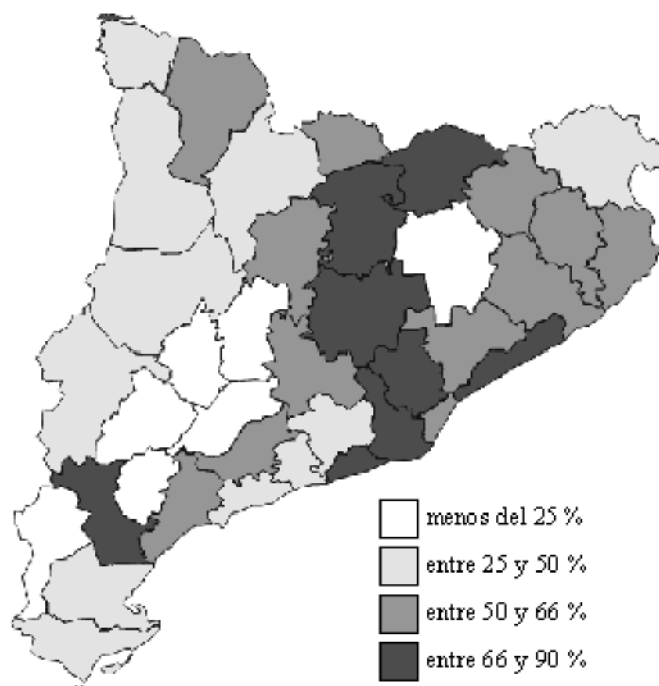 menos del 25 %
entre 25 y 50 %
entre 50 y 66 %
entre 66 y 90 %